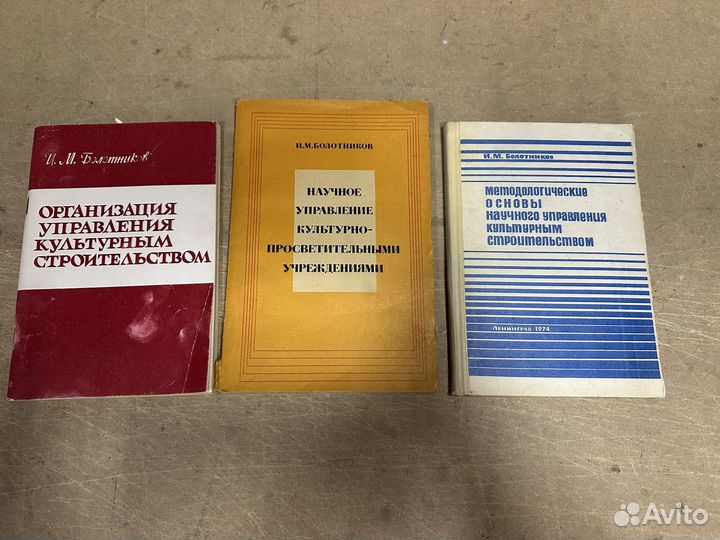 И. М. Болотников
ОРГАНИЗАЦИЯ
УПРАВЛЕНИЯ
КУЛЬТУРНЫМ
СТРОИТЕЛЬСТВОМ
И.М.БОЛОТНИКОВ
НАУЧНОЕ
УПРАВЛЕНИЕ
КУЛЬТУРНО-
ПРОСВЕТИТЕЛЬНЫМИ
УЧРЕЖДЕНИЯМИ
И.М. Болотников
методологические
основы
научного управления
культурным
строительством
Ленинград 1974
Avito